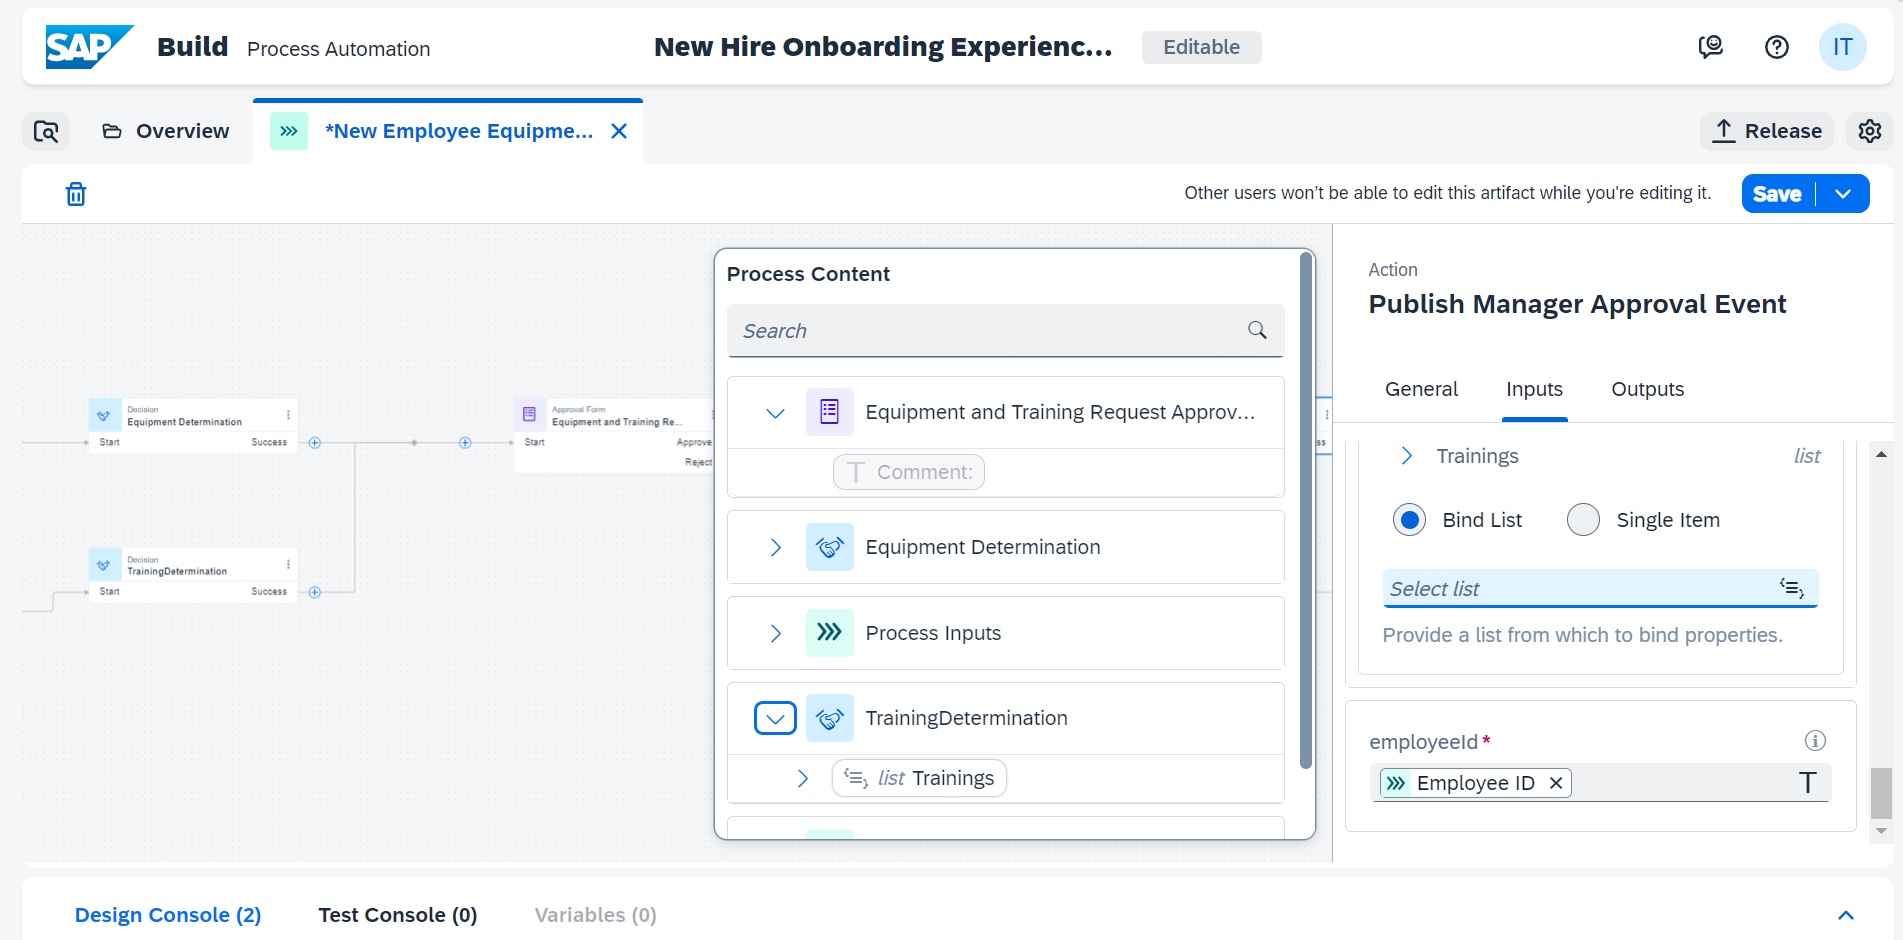 SAP Build Process Automation
New Hire Onboarding Experienc...
Editable
IT
Overview
*New Employee Equipme...
Release
Other users won't be able to edit this artifact while you're editing it.
Save
Decision
Equipment Determination
Start
Success
Decision
TrainingDetermination
Start
Success
Approval Form
Equipment and Training Re...
Start
Approve
Reject
Process Content
Search
Equipment and Training Request Approv...
Comment:
Equipment Determination
Process Inputs
TrainingDetermination
list Trainings
ss
Action
Publish Manager Approval Event
General
Inputs
Outputs
Trainings
list
Bind List
Single Item
Select list
Provide a list from which to bind properties.
employeeId*
Employee ID
Design Console (2)
Test Console (0)
Variables (0)